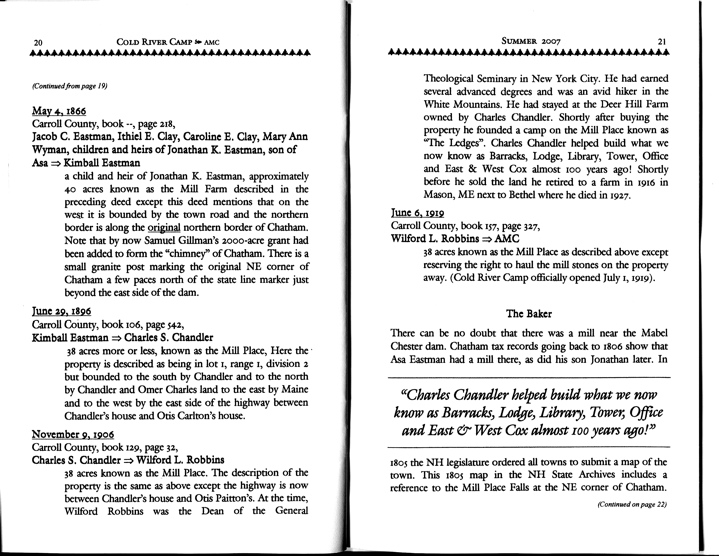 20
COLD RIVER CAMP AMC
(Continued from page 19)
May 4, 1866
Carroll County, book --, page 218,
Jacob C. Eastman, Ithiel E. Clay, Caroline E. Clay, Mary Ann
Wyman, children and heirs of Jonathan K. Eastman, son of
Asa ⇒ Kimball Eastman
a child and heir of Jonathan K. Eastman, approximately
40 acres known as the Mill Farm described in the
preceding deed except this deed mentions that on the
west it is bounded by the town road and the northern
border is along the original northern border of Chatham.
Note that by now Samuel Gillman's 2000-acre grant had
been added to form the "chimney" of Chatham. There is a
small granite post marking the original NE corner of
Chatham a few paces north of the state line marker just
beyond the east side of the dam.
June 29, 1896
Carroll County, book 106, page 542,
Kimball Eastman ⇒ Charles S. Chandler
38 acres more or less, known as the Mill Place, Here the
property is described as being in lot 1, range 1, division 2
but bounded to the south by Chandler and to the north
by Chandler and Omer Charles land to the east by Maine
and to the west by the east side of the highway between
Chandler's house and Otis Carlton's house.
November 9, 1906
Carroll County, book 129, page 32,
Charles S. Chandler ⇒ Wilford L. Robbins
38 acres known as the Mill Place. The description of the
property is the same as above except the highway is now
between Chandler's house and Otis Paitton's. At the time,
Wilford Robbins was the Dean of the General
SUMMER 2007
21
Theological Seminary in New York City. He had earned
several advanced degrees and was an avid hiker in the
White Mountains. He had stayed at the Deer Hill Farm
owned by Charles Chandler. Shortly after buying the
property he founded a camp on the Mill Place known as
"The Ledges". Charles Chandler helped build what we
now know as Barracks, Lodge, Library, Tower, Office
and East & West Cox almost 100 years ago! Shortly
before he sold the land he retired to a farm in 1916 in
Mason, ME next to Bethel where he died in 1927.
June 6, 1919
Carroll County, book 157, page 327,
Wilford L. Robbins ⇒ AMC
38 acres known as the Mill Place as described above except
reserving the right to haul the mill stones on the property
away. (Cold River Camp officially opened July 1, 1919).
The Baker
There can be no doubt that there was a mill near the Mabel
Chester dam. Chatham tax records going back to 1806 show that
Asa Eastman had a mill there, as did his son Jonathan later. In
"Charles Chandler helped build what we now
know as Barracks, Lodge, Library, Tower, Office
and East & West Cox almost 100 years ago!"
1805 the NH legislature ordered all towns to submit a map of the
town. This 1805 map in the NH State Archives includes a
reference to the Mill Place Falls at the NE corner of Chatham.
(Continued on page 22)